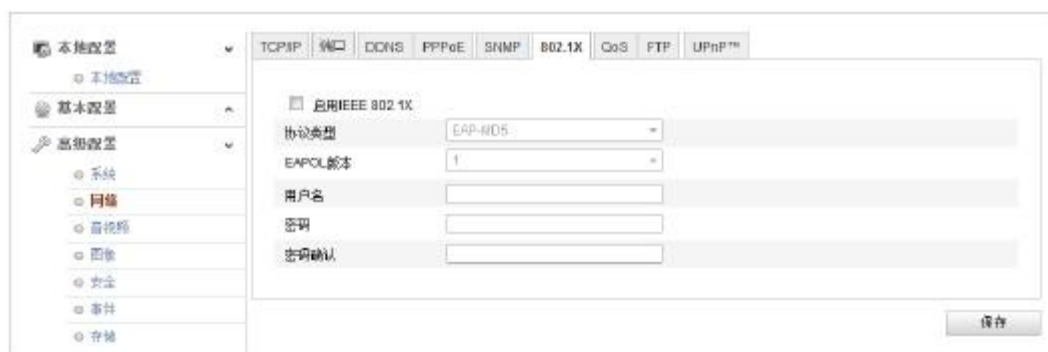 本地配置
本地配置
基本配置
高级配置
系统
网络
音视频
图像
安全
事件
存储
TCP/IP 端口 DDNS PPPoE SNMP 802.1X QoS FTP UPnP™
启用IEEE 802.1X
协议类型 EAP-MD5
EAPOL版本 1
用户名
密码
密码确认
保存